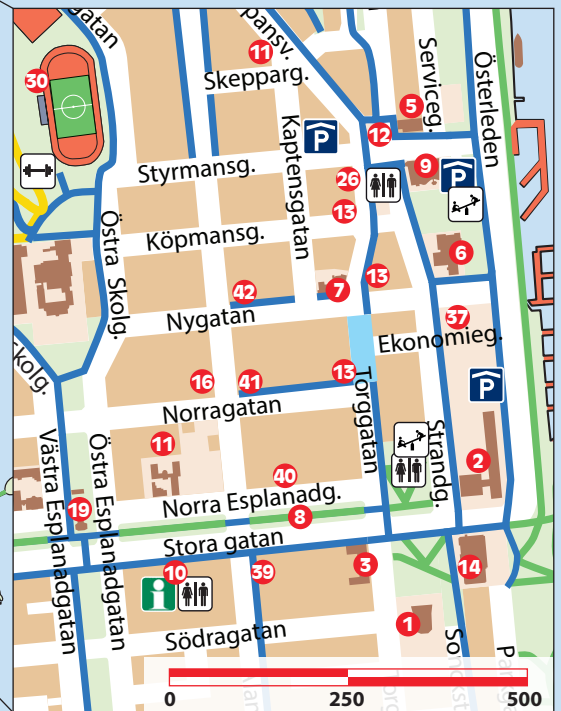 gatan
pansv.
11
Skepparg.
30
Serviceg.
Österleden
5
P
12
Kaptensgatan
Styrmansg.
9
P
26
13
Östra Skolg.
Köpmansg.
6
13
7
42
Nygatan
37
Ekonomieg.
Skolg.
16
41
13
P
Norragatan
Torggatan
11
Strandg.
Västra Esplanadgatan
Östra Esplanadgatan
2
40
Norra Esplanadg.
19
8
Stora gatan
3
14
10
39
i
1
Södragatan
0
250
500